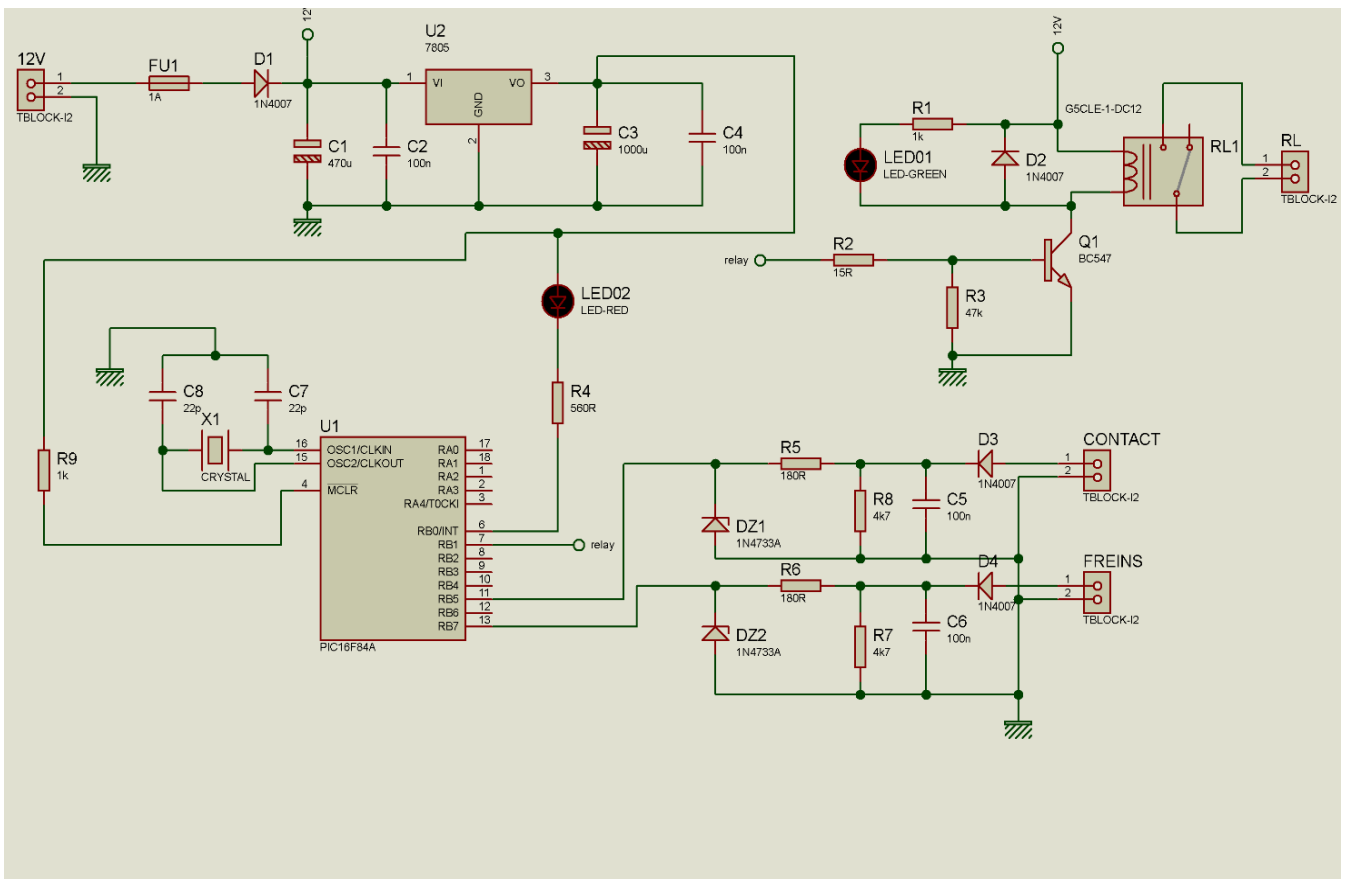 12V
1
2
TBLOCK-I2
FU1
1A
D1
1N4007
12V
C1
470u
C2
100n
U2
7805
1
VI
VO
3
GND
2
C3
1000u
C4
100n
12V
R1
1k
G5CLE-1-DC12
LED01
LED-GREEN
D2
1N4007
RL1
RL
1
2
TBLOCK-I2
relay
R2
15R
Q1
BC547
R3
47k
LED02
LED-RED
R4
560R
C8
22p
C7
22p
X1
CRYSTAL
R9
1k
U1
16
OSC1/CLKIN
15
OSC2/CLKOUT
4
MCLR
RA0
17
RA1
18
RA2
1
RA3
2
RA4/T0CKI
3
RB0/INT
6
RB1
7
RB2
8
RB3
9
RB4
10
RB5
11
RB6
12
RB7
13
PIC16F84A
relay
R5
180R
D3
1N4007
CONTACT
1
2
TBLOCK-I2
DZ1
1N4733A
R8
4k7
C5
100n
R6
180R
D4
1N4007
FREINS
1
2
TBLOCK-I2
DZ2
1N4733A
R7
4k7
C6
100n